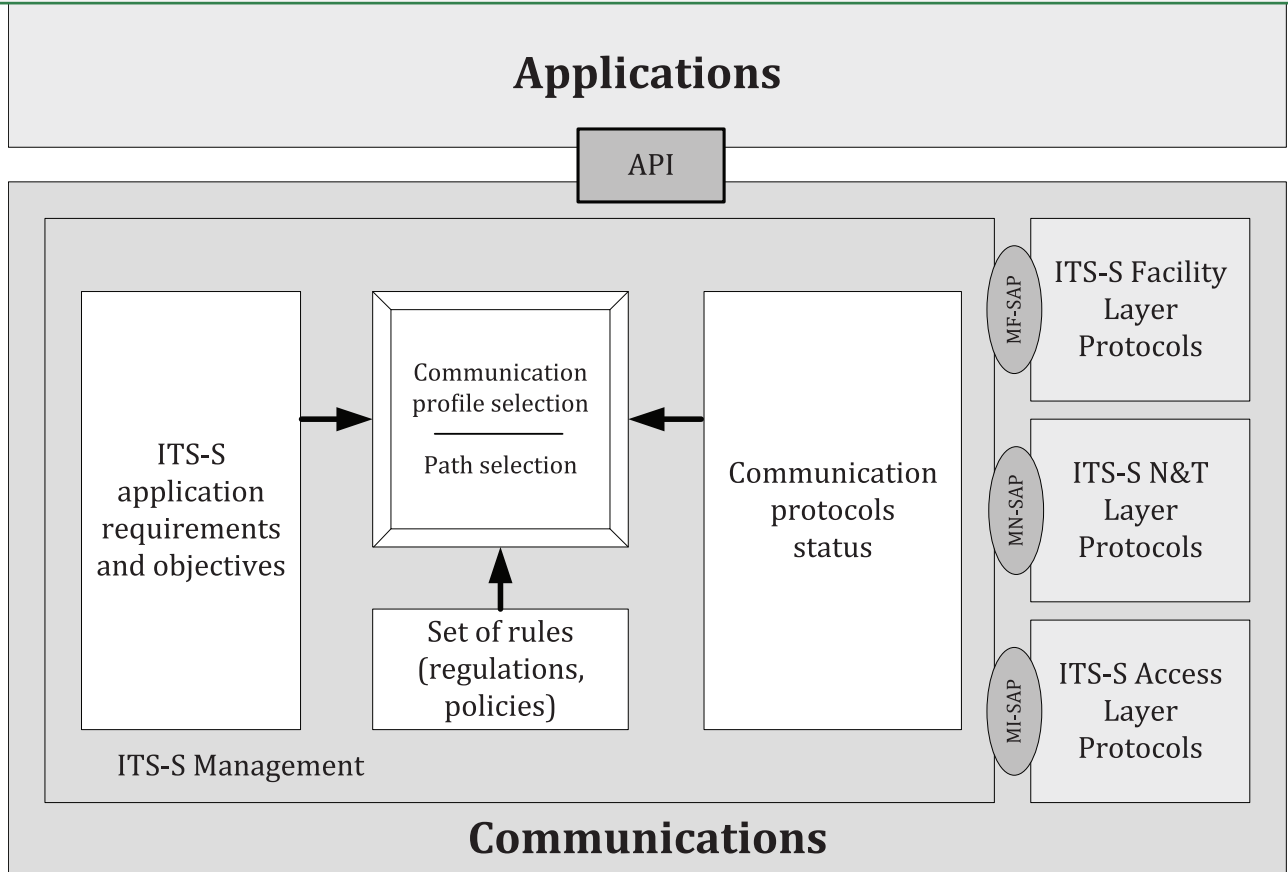 Applications
API
ITS-S
application
requirements
and objectives
Communication
profile selection
Path selection
Set of rules
(regulations,
policies)
Communication
protocols
status
ITS-S Management
MF-SAP
ITS-S Facility
Layer
Protocols
MN-SAP
ITS-S N&T
Layer
Protocols
MI-SAP
ITS-S Access
Layer
Protocols
Communications